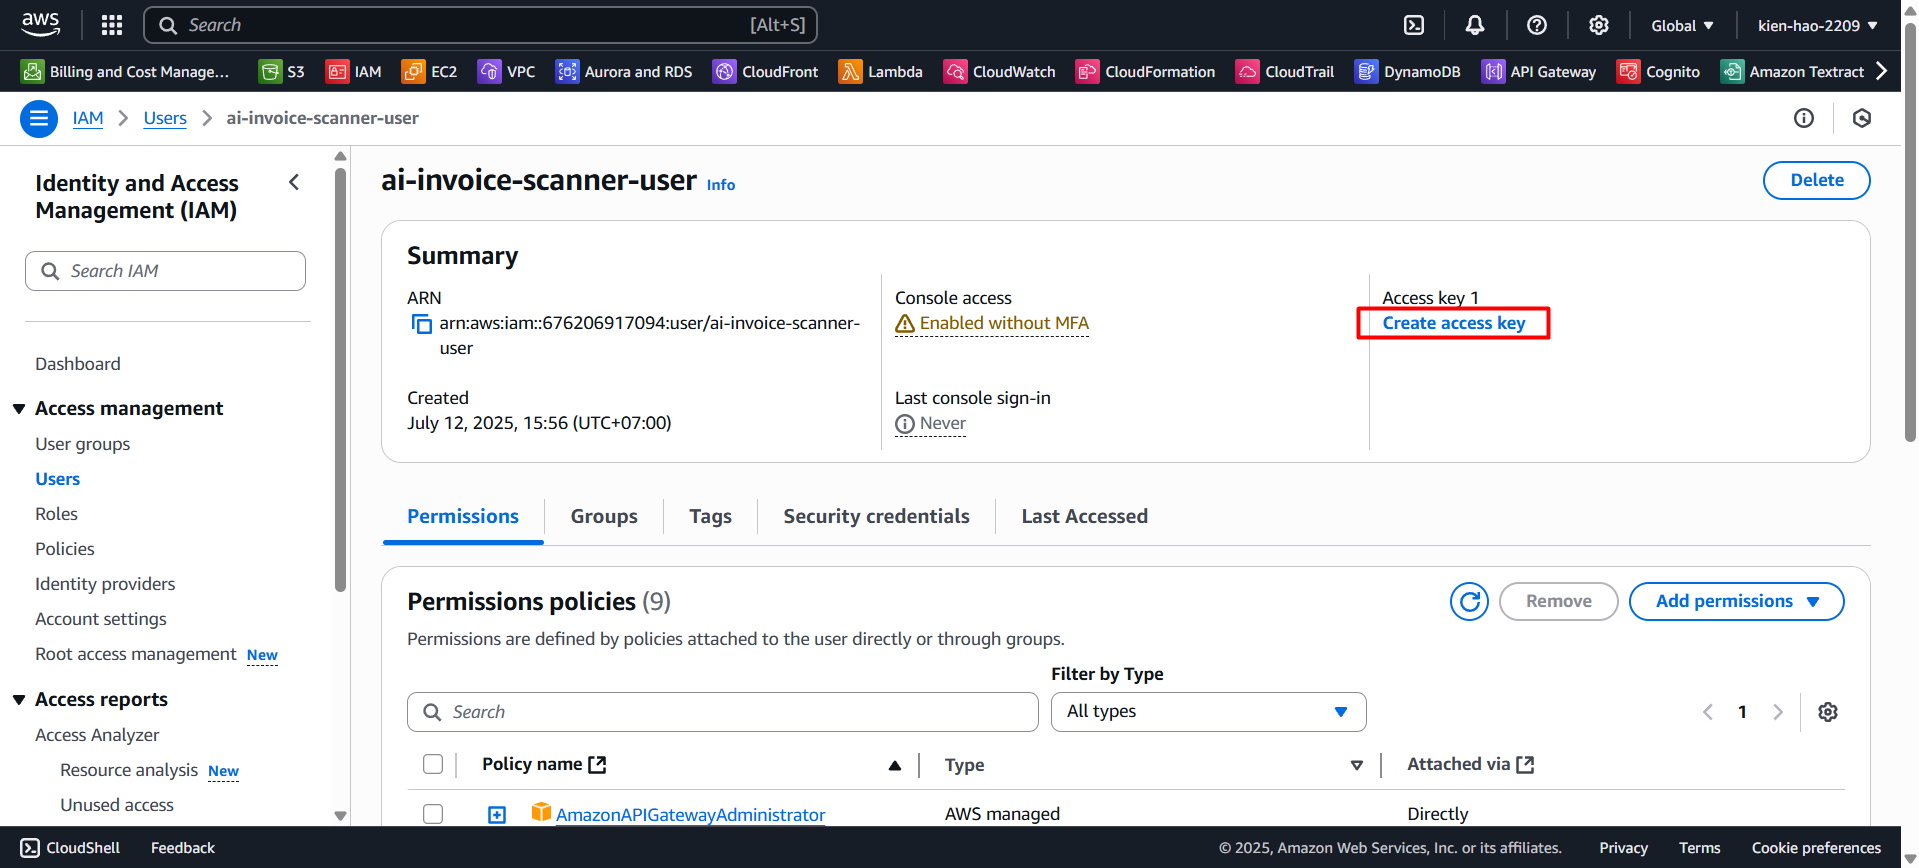 aws
Search
[Alt+S]
Global
kien-hao-2209
Billing and Cost Manage...
S3
IAM
EC2
VPC
Aurora and RDS
CloudFront
Lambda
CloudWatch
CloudFormation
CloudTrail
DynamoDB
API Gateway
Cognito
Amazon Textract
IAM
Users
ai-invoice-scanner-user
Identity and Access
Management (IAM)
Search IAM
Dashboard
Access management
User groups
Users
Roles
Policies
Identity providers
Account settings
Root access management New
Access reports
Access Analyzer
Resource analysis New
Unused access
ai-invoice-scanner-user Info
Delete
Summary
ARN
arn:aws:iam::676206917094:user/ai-invoice-scanner-
user
Created
July 12, 2025, 15:56 (UTC+07:00)
Console access
Enabled without MFA
Last console sign-in
Never
Access key 1
Create access key
Permissions
Groups
Tags
Security credentials
Last Accessed
Permissions policies (9)
Remove
Add permissions
Permissions are defined by policies attached to the user directly or through groups.
Filter by Type
Search
All types
1
Policy name
Type
Attached via
AmazonAPIGatewayAdministrator
AWS managed
Directly
CloudShell
Feedback
© 2025, Amazon Web Services, Inc. or its affiliates.
Privacy
Terms
Cookie preferences